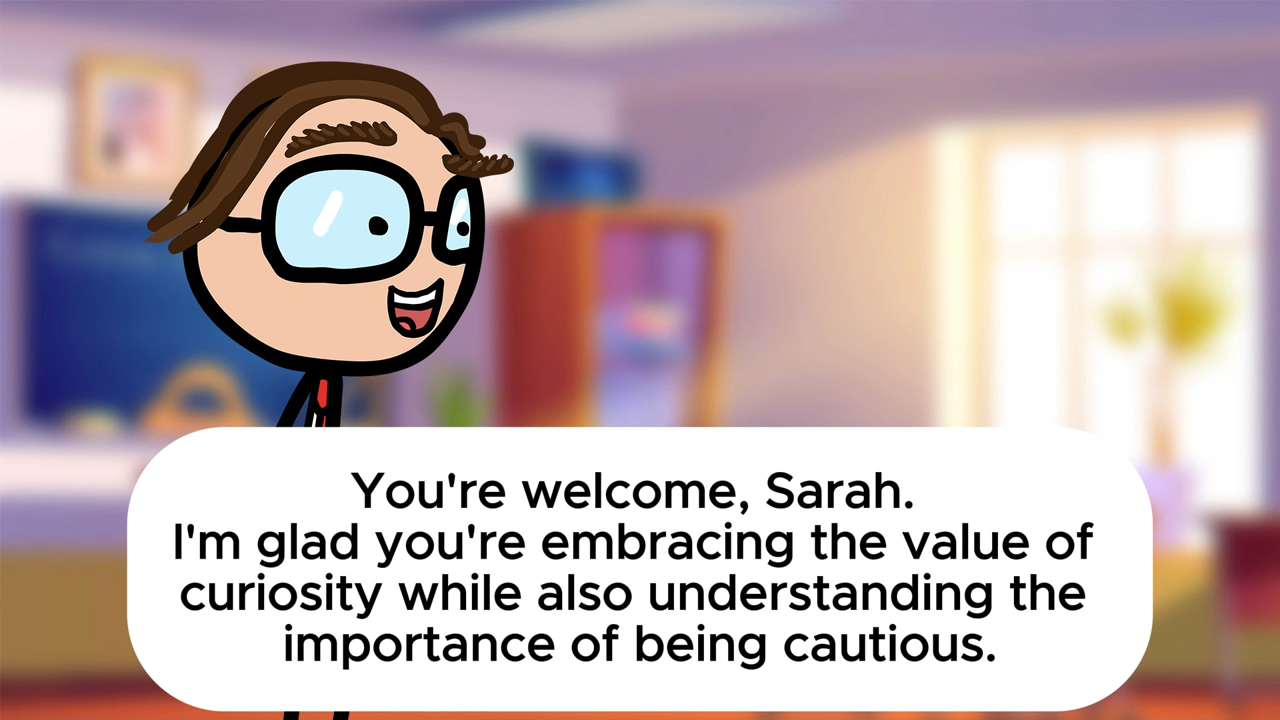 You're welcome, Sarah.
I'm glad you're embracing the value of
curiosity while also understanding the
importance of being cautious.